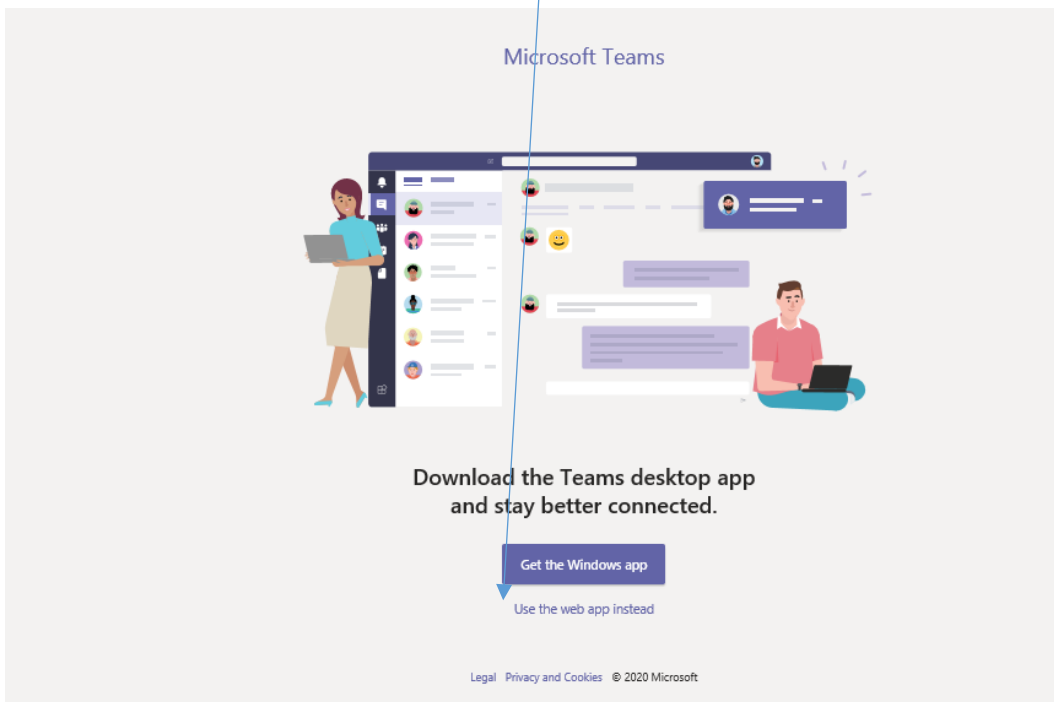 Microsoft Teams
Download the Teams desktop app
and stay better connected.
Get the Windows app
Use the web app instead
Legal Privacy and Cookies © 2020 Microsoft